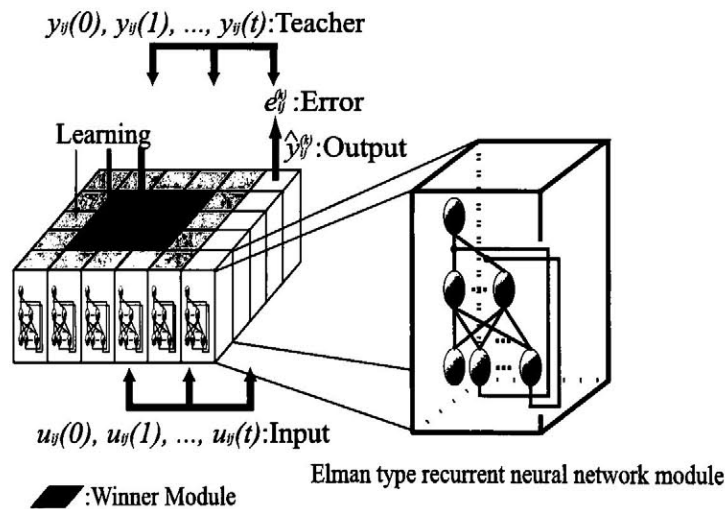 yij(0), yij(1), ..., yij(t):Teacher
eij(k):Error
Learning
ŷij(k):Output
uij(0), uij(1), ..., uij(t):Input
Elman type recurrent neural network module
:Winner Module